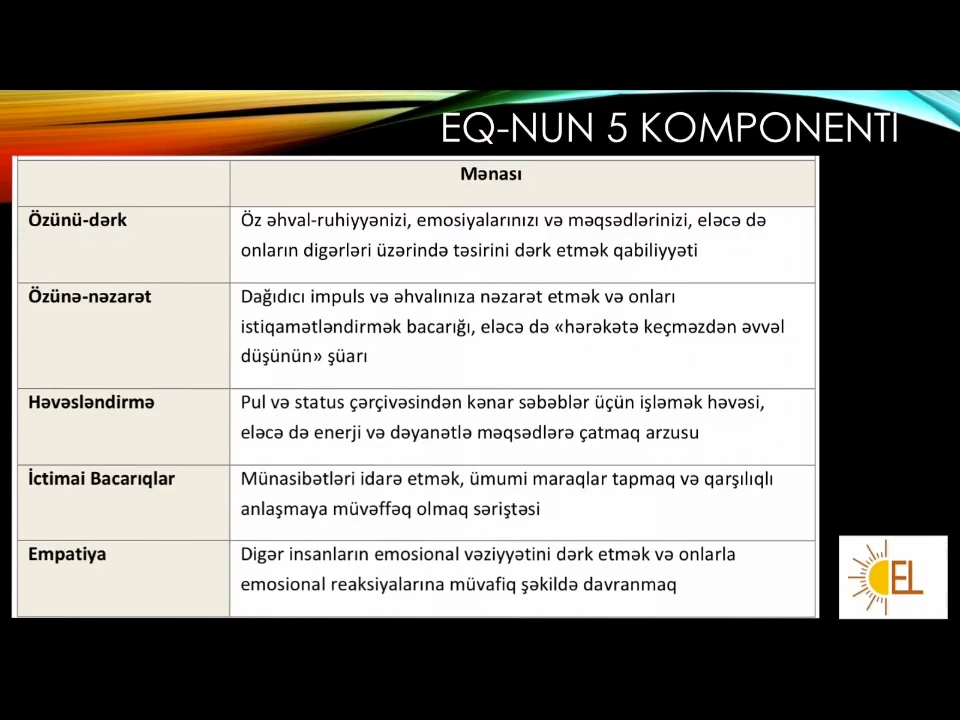 EQ-NUN 5 KOMPONENTİ
Mənası
Özünü-dərk
Öz əhval-ruhiyyənizi, emosiyalarınızı və məqsədlərinizi, eləcə də
onların digərləri üzərində təsirini dərk etmək qabiliyyəti
Özünə-nəzarət
Dağıdıcı impuls və əhvalınıza nəzarət etmək və onları
istiqamətləndirmək bacarığı, eləcə də «hərəkətə keçməzdən əvvəl
düşünün» şüarı
Həvəsləndirmə
Pul və status çərçivəsindən kənar səbəblər üçün işləmək həvəsi,
eləcə də enerji və dəyanətlə məqsədlərə çatmaq arzusu
İctimai Bacarıqlar
Münasibətləri idarə etmək, ümumi maraqlar tapmaq və qarşılıqlı
anlaşmaya müvəffəq olmaq səriştəsi
Empatiya
Digər insanların emosional vəziyyətini dərk etmək və onlarla
emosional reaksiyalarına müvafiq şəkildə davranmaq
EL